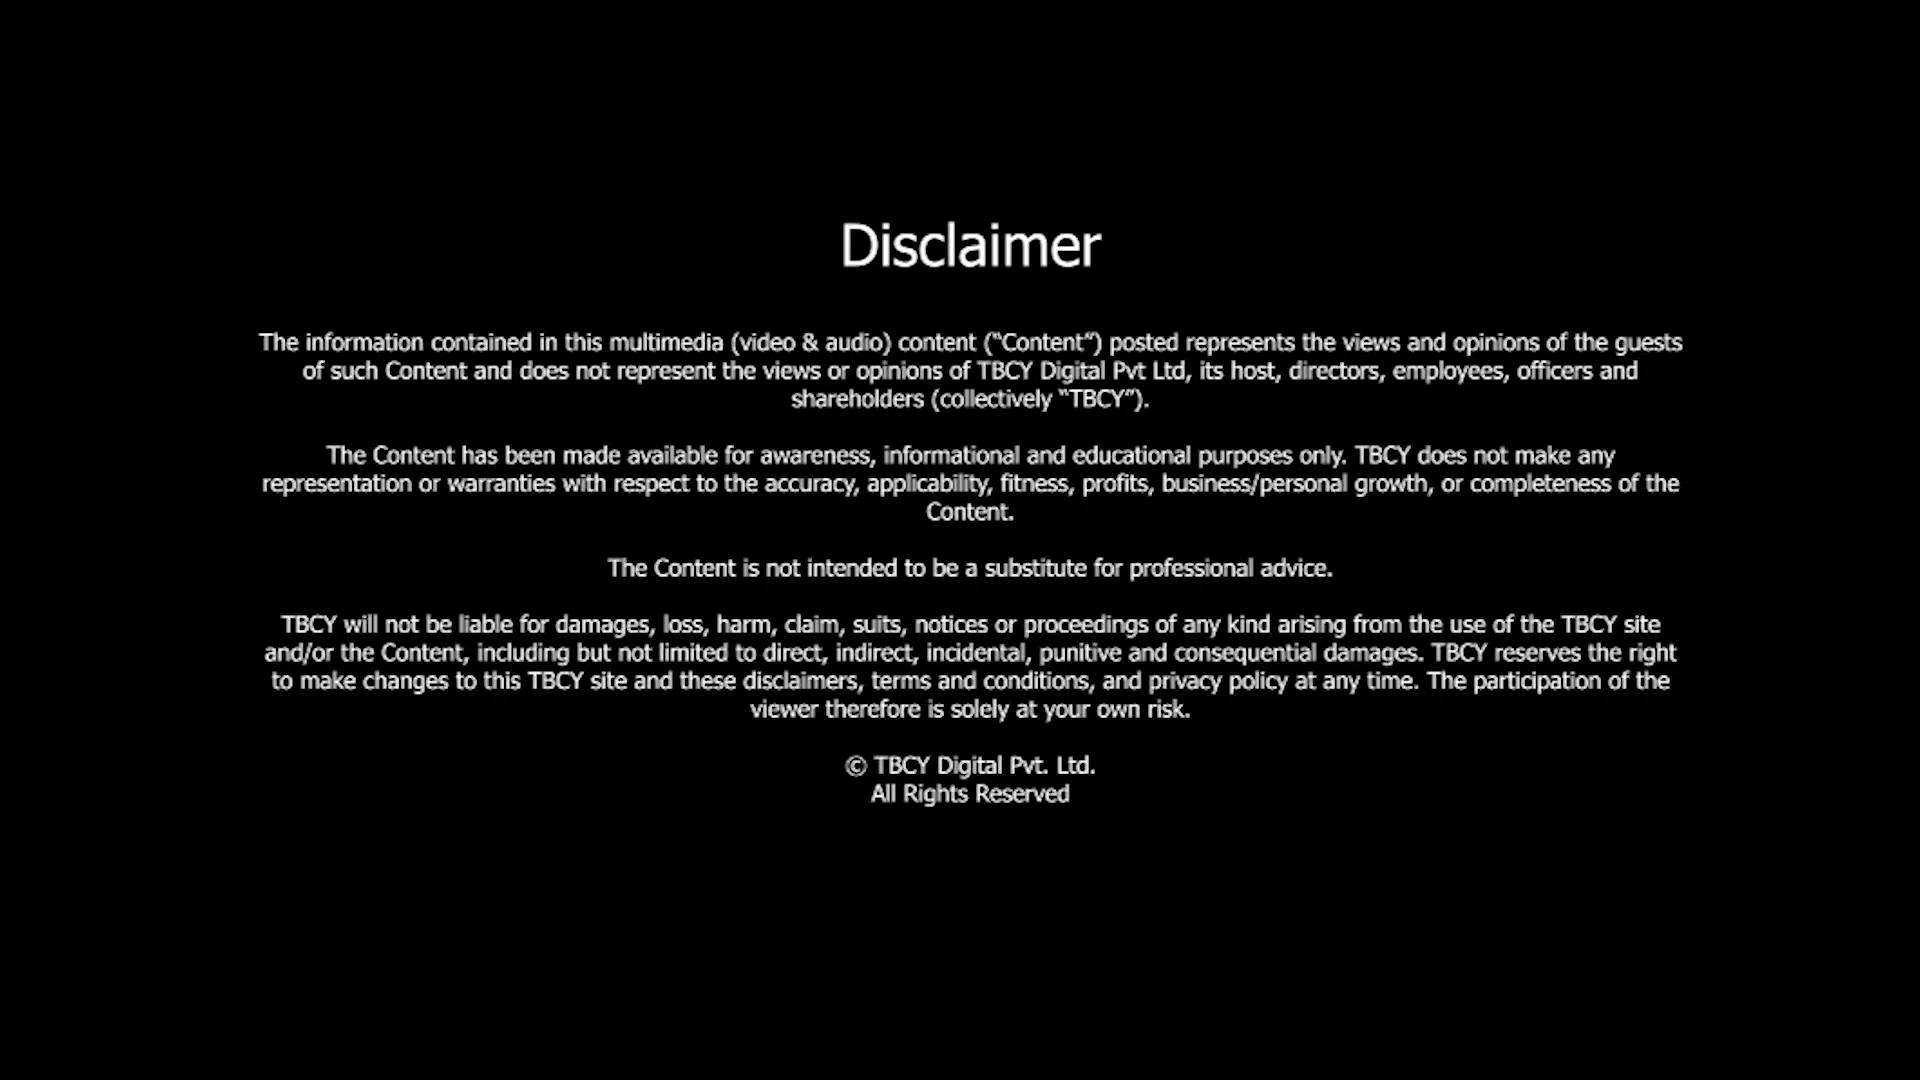 Disclaimer
The information contained in this multimedia (video & audio) content (“Content”) posted represents the views and opinions of the guests
of such Content and does not represent the views or opinions of TBCY Digital Pvt Ltd, its host, directors, employees, officers and
shareholders (collectively “TBCY”).
The Content has been made available for awareness, informational and educational purposes only. TBCY does not make any
representation or warranties with respect to the accuracy, applicability, fitness, profits, business/personal growth, or completeness of the
Content.
The Content is not intended to be a substitute for professional advice.
TBCY will not be liable for damages, loss, harm, claim, suits, notices or proceedings of any kind arising from the use of the TBCY site
and/or the Content, including but not limited to direct, indirect, incidental, punitive and consequential damages. TBCY reserves the right
to make changes to this TBCY site and these disclaimers, terms and conditions, and privacy policy at any time. The participation of the
viewer therefore is solely at your own risk.
© TBCY Digital Pvt. Ltd.
All Rights Reserved